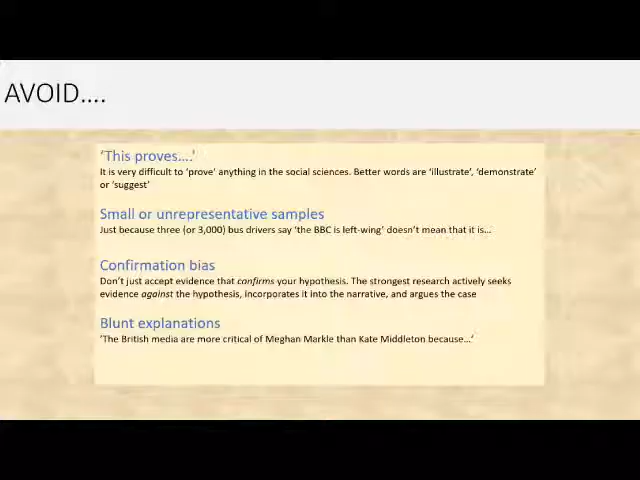 AVOID....
‘This proves....’
It is very difficult to ‘prove’ anything in the social sciences. Better words are ‘illustrate’, ‘demonstrate’
or ‘suggest’
Small or unrepresentative samples
Just because three (or 3,000) bus drivers say ‘the BBC is left-wing’ doesn’t mean that it is...
Confirmation bias
Don’t just accept evidence that confirms your hypothesis. The strongest research actively seeks
evidence against the hypothesis, incorporates it into the narrative, and argues the case
Blunt explanations
‘The British media are more critical of Meghan Markle than Kate Middleton because...’